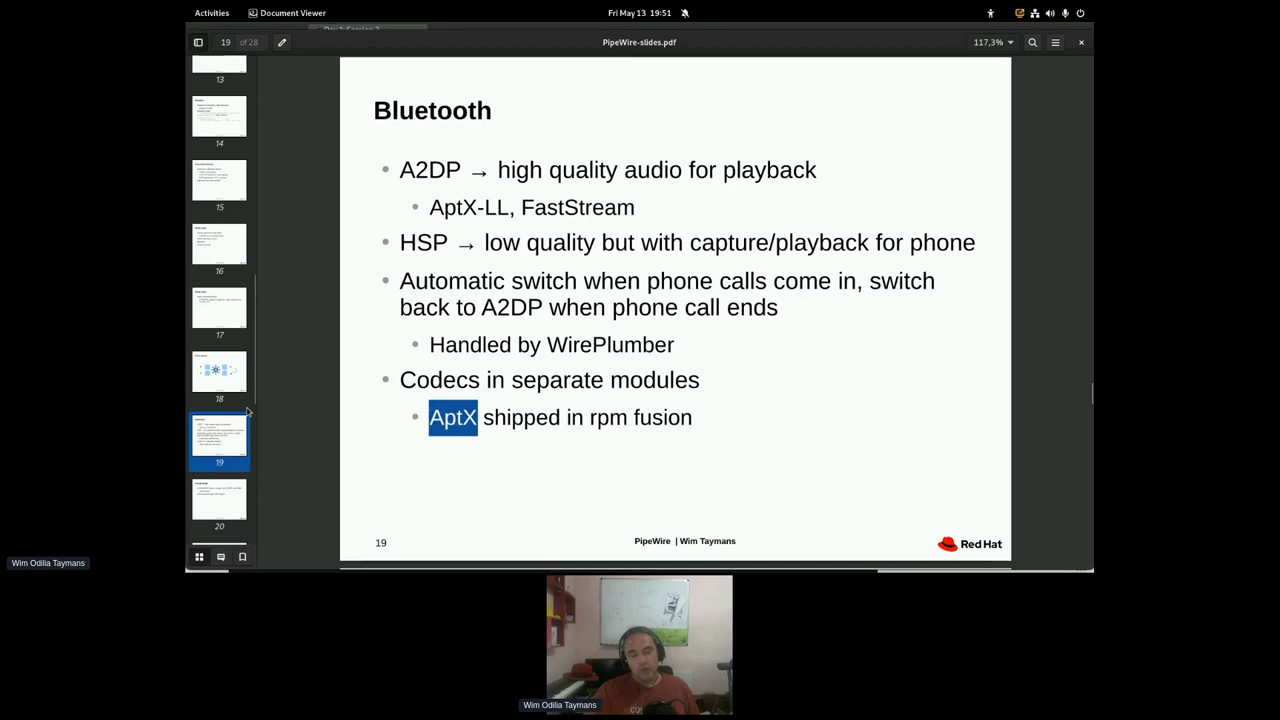 Activities
Document Viewer
Fri May 13 19:51
19 of 28
PipeWire-slides.pdf
117,3%
13
14
15
16
17
18
19
20
Bluetooth
A2DP → high quality audio for playback
AptX-LL, FastStream
HSP → low quality but with capture/playback for phone
Automatic switch when phone calls come in, switch
back to A2DP when phone call ends
Handled by WirePlumber
Codecs in separate modules
AptX shipped in rpm fusion
19
PipeWire | Wim Taymans
Red Hat
Wim Odilia Taymans
Wim Odilia Taymans